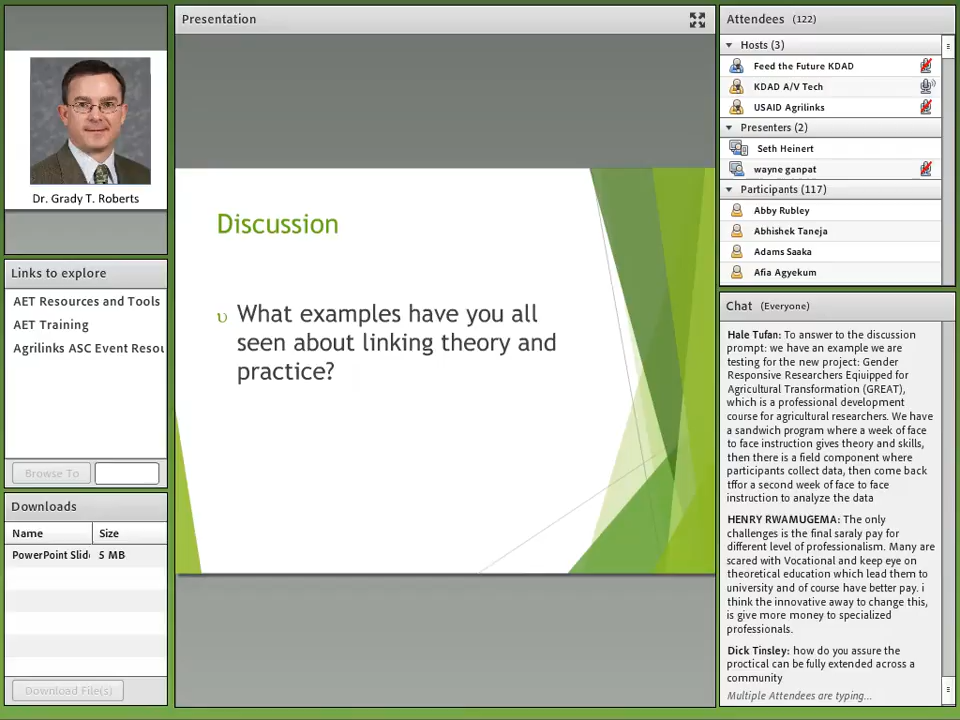 Dr. Grady T. Roberts
Links to explore
AET Resources and Tools
AET Training
Agrilinks ASC Event Resou
Browse To
Downloads
Name Size
PowerPoint Slid 5 MB
Download File(s)
Presentation
Discussion
What examples have you all
seen about linking theory and
practice?
Attendees (122)
Hosts (3)
Feed the Future KDAD
KDAD A/V Tech
USAID Agrilinks
Presenters (2)
Seth Heinert
wayne ganpat
Participants (117)
Abby Rubley
Abhishek Taneja
Adams Saaka
Afia Agyekum
Chat (Everyone)
Hale Tufan: To answer to the discussion
prompt: we have an example we are
testing for the new project: Gender
Responsive Researchers Eqiuipped for
Agricultural Transformation (GREAT),
which is a professional development
course for agricultural researchers. We have
a sandwich program where a week of face
to face instruction gives theory and skills,
then there is a field component where
participants collect data, then come back
tffor a second week of face to face
instruction to analyze the data
HENRY RWAMUGEMA: The only
challenges is the final saraly pay for
different level of professionalism. Many are
scared with Vocational and keep eye on
theoretical education which lead them to
university and of course have better pay. i
think the innovative away to change this,
is give more money to specialized
professionals.
Dick Tinsley: how do you assure the
proctical can be fully extended across a
community
Multiple Attendees are typing...